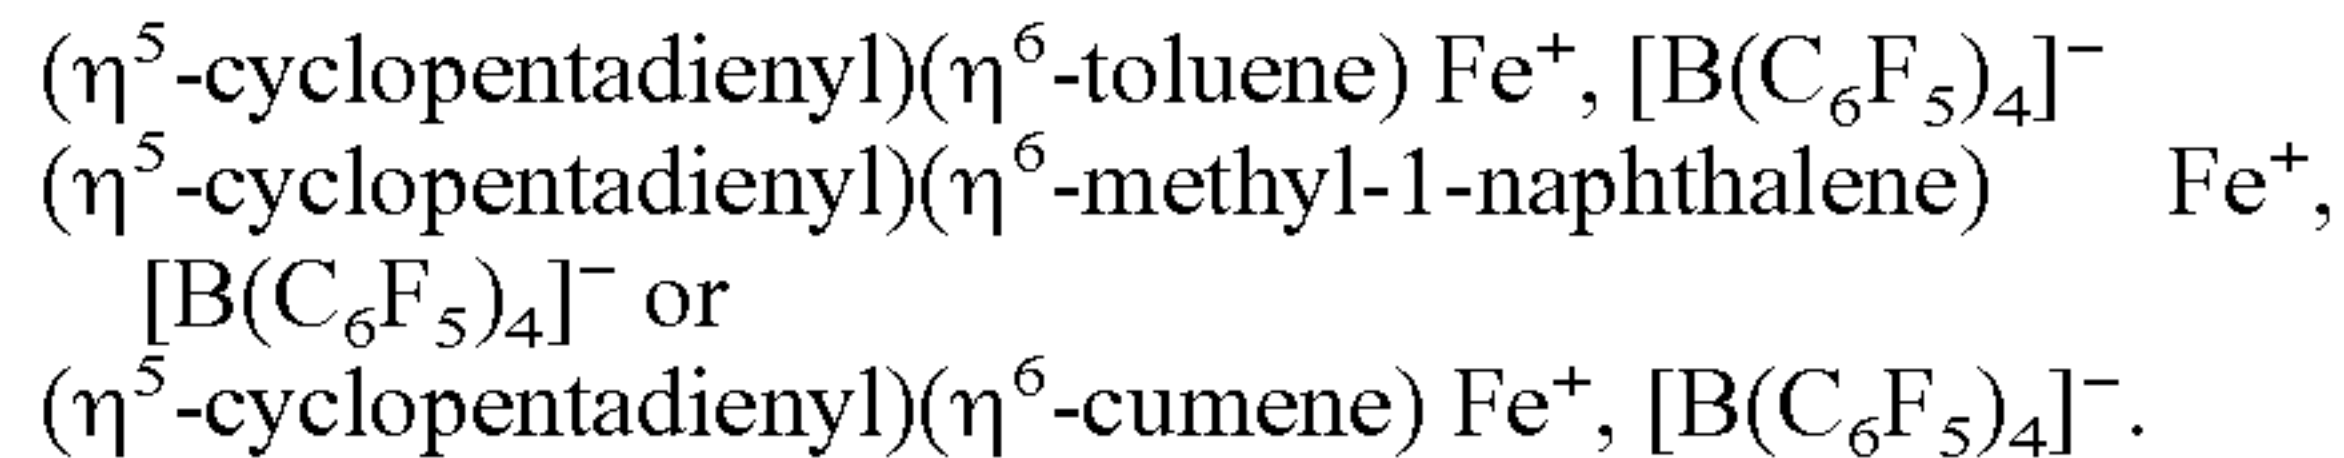 (η⁵-cyclopentadienyl)(η⁶-toluene) Fe⁺, [B(C₆F₅)₄]⁻
(η⁵-cyclopentadienyl)(η⁶-methyl-1-naphthalene) Fe⁺,
[B(C₆F₅)₄]⁻ or
(η⁵-cyclopentadienyl)(η⁶-cumene) Fe⁺, [B(C₆F₅)₄]⁻.